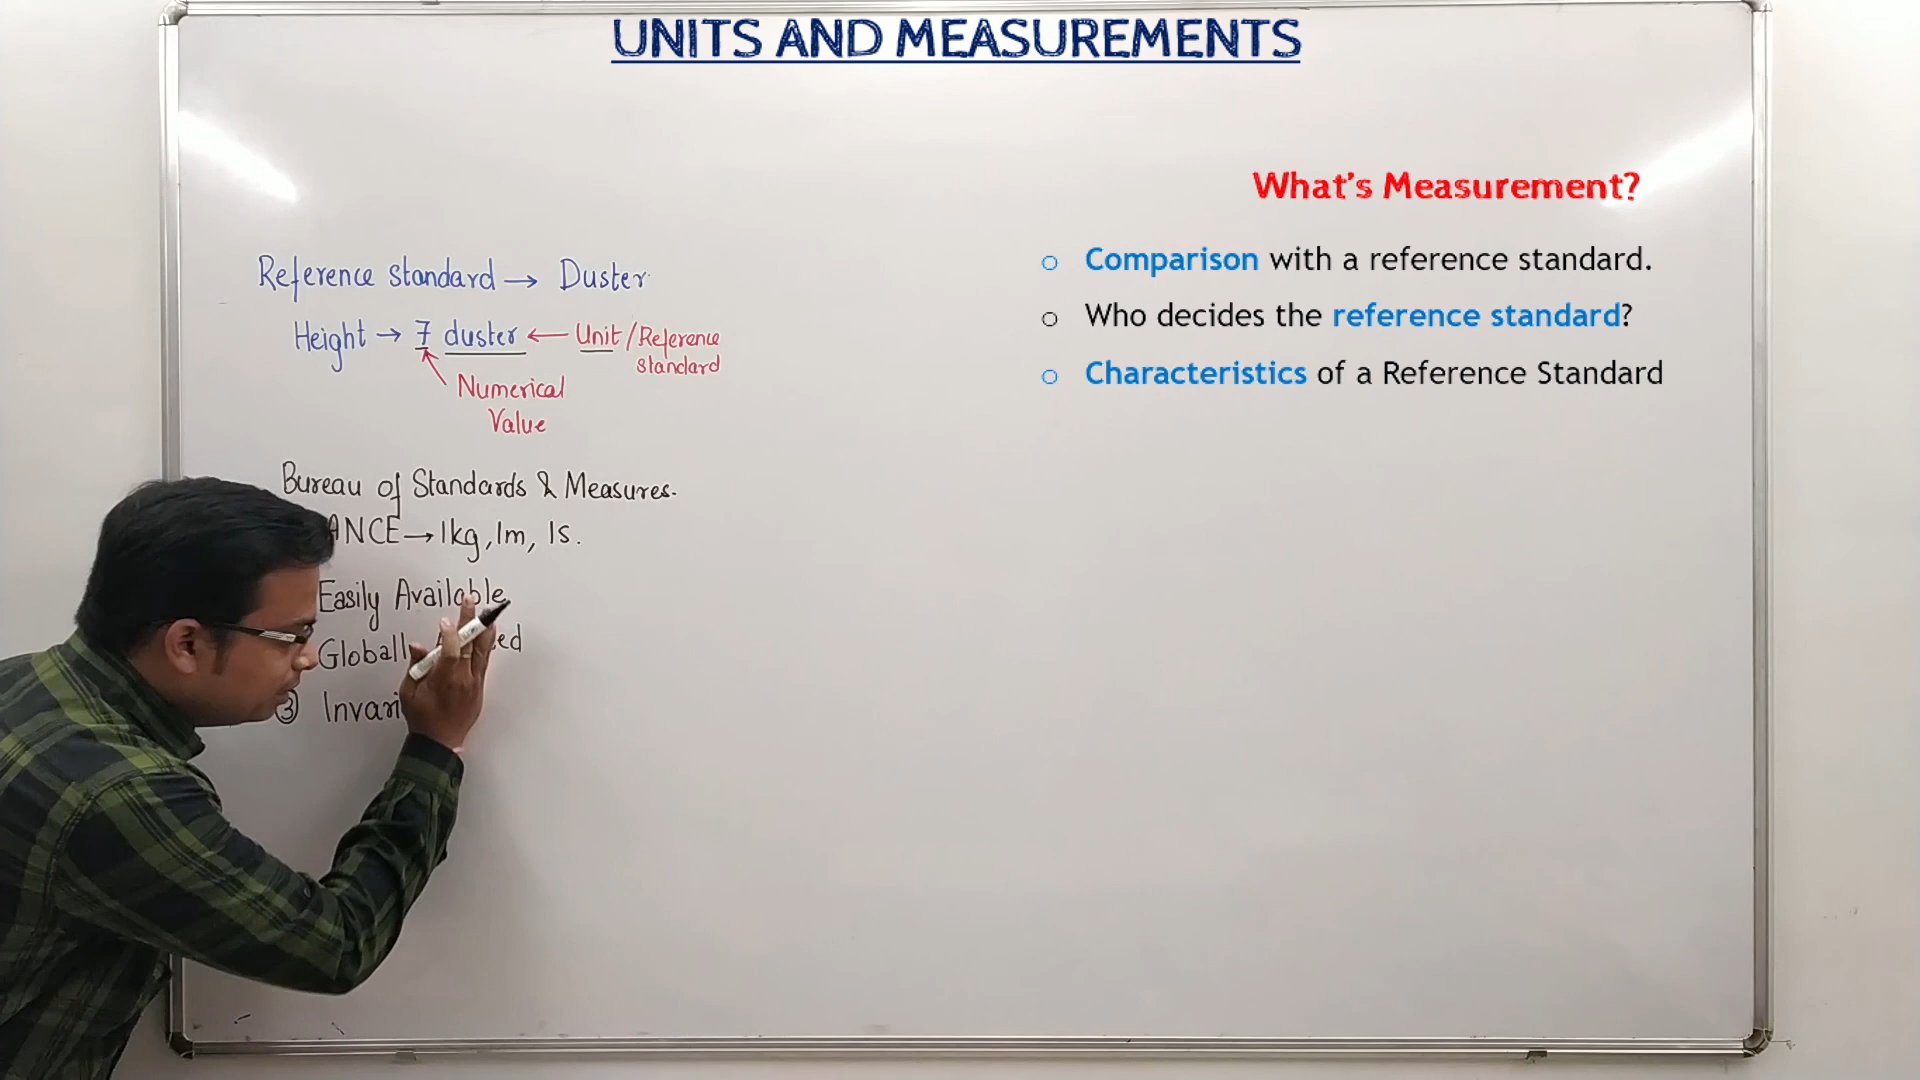 UNITS AND MEASUREMENTS
What's Measurement?
Comparison with a reference standard.
Who decides the reference standard?
Characteristics of a Reference Standard
Reference standard → Duster
Height → 7 duster ← Unit/Reference standard
Numerical
Value
Bureau of Standards & Measures.
→ 1kg, 1m, 1s.
Easily Available
③